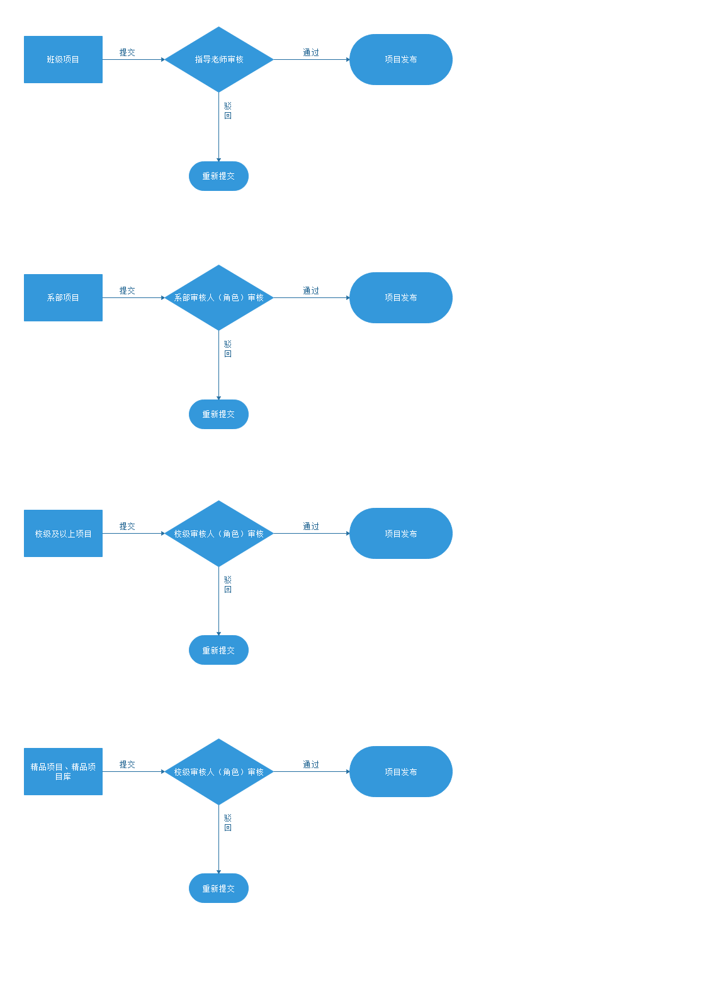 班级项目
提交
指导老师审核
通过
项目发布
驳
回
重新提交
系部项目
提交
系部审核人（角色）审核
通过
项目发布
驳
回
重新提交
校级及以上项目
提交
校级审核人（角色）审核
通过
项目发布
驳
回
重新提交
精品项目、精品项
目库
提交
校级审核人（角色）审核
通过
项目发布
驳
回
重新提交